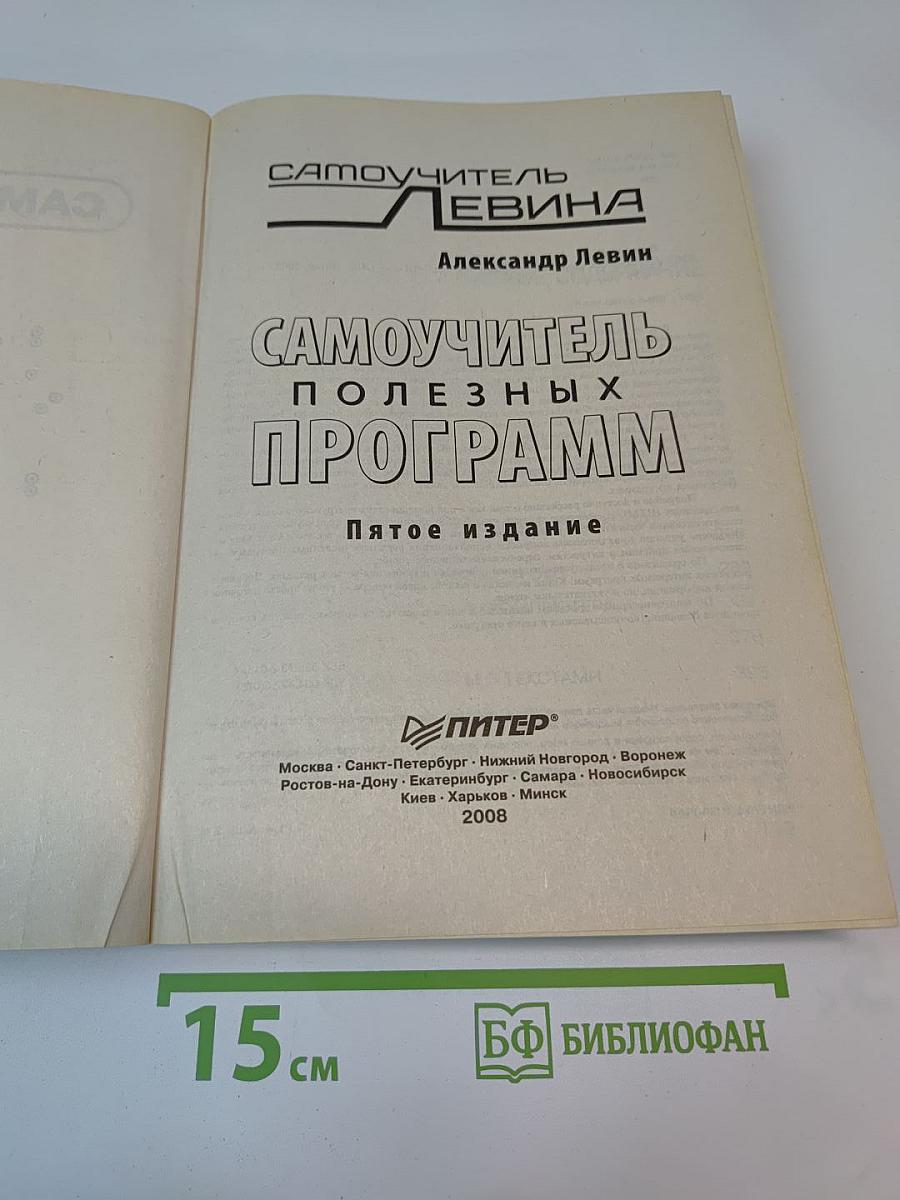 САМОУЧИТЕЛЬ
ЛЕВИНА
Александр Левин
САМОУЧИТЕЛЬ
ПОЛЕЗНЫХ
ПРОГРАММ
Пятое издание
ПИТЕР®
Москва · Санкт-Петербург · Нижний Новгород · Воронеж
Ростов-на-Дону · Екатеринбург · Самара · Новосибирск
Киев · Харьков · Минск
2008
15 см
БФ БИБЛИОФАН